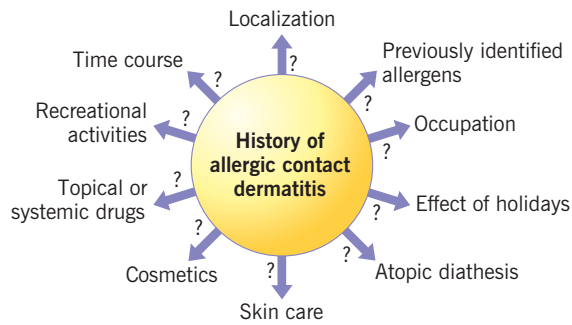 Localization
?
Previously identified
allergens
?
Occupation
?
Effect of holidays
?
Atopic diathesis
?
Skin care
?
Cosmetics
?
Topical or
systemic drugs
?
Recreational
activities
?
Time course
?
History of
allergic contact
dermatitis